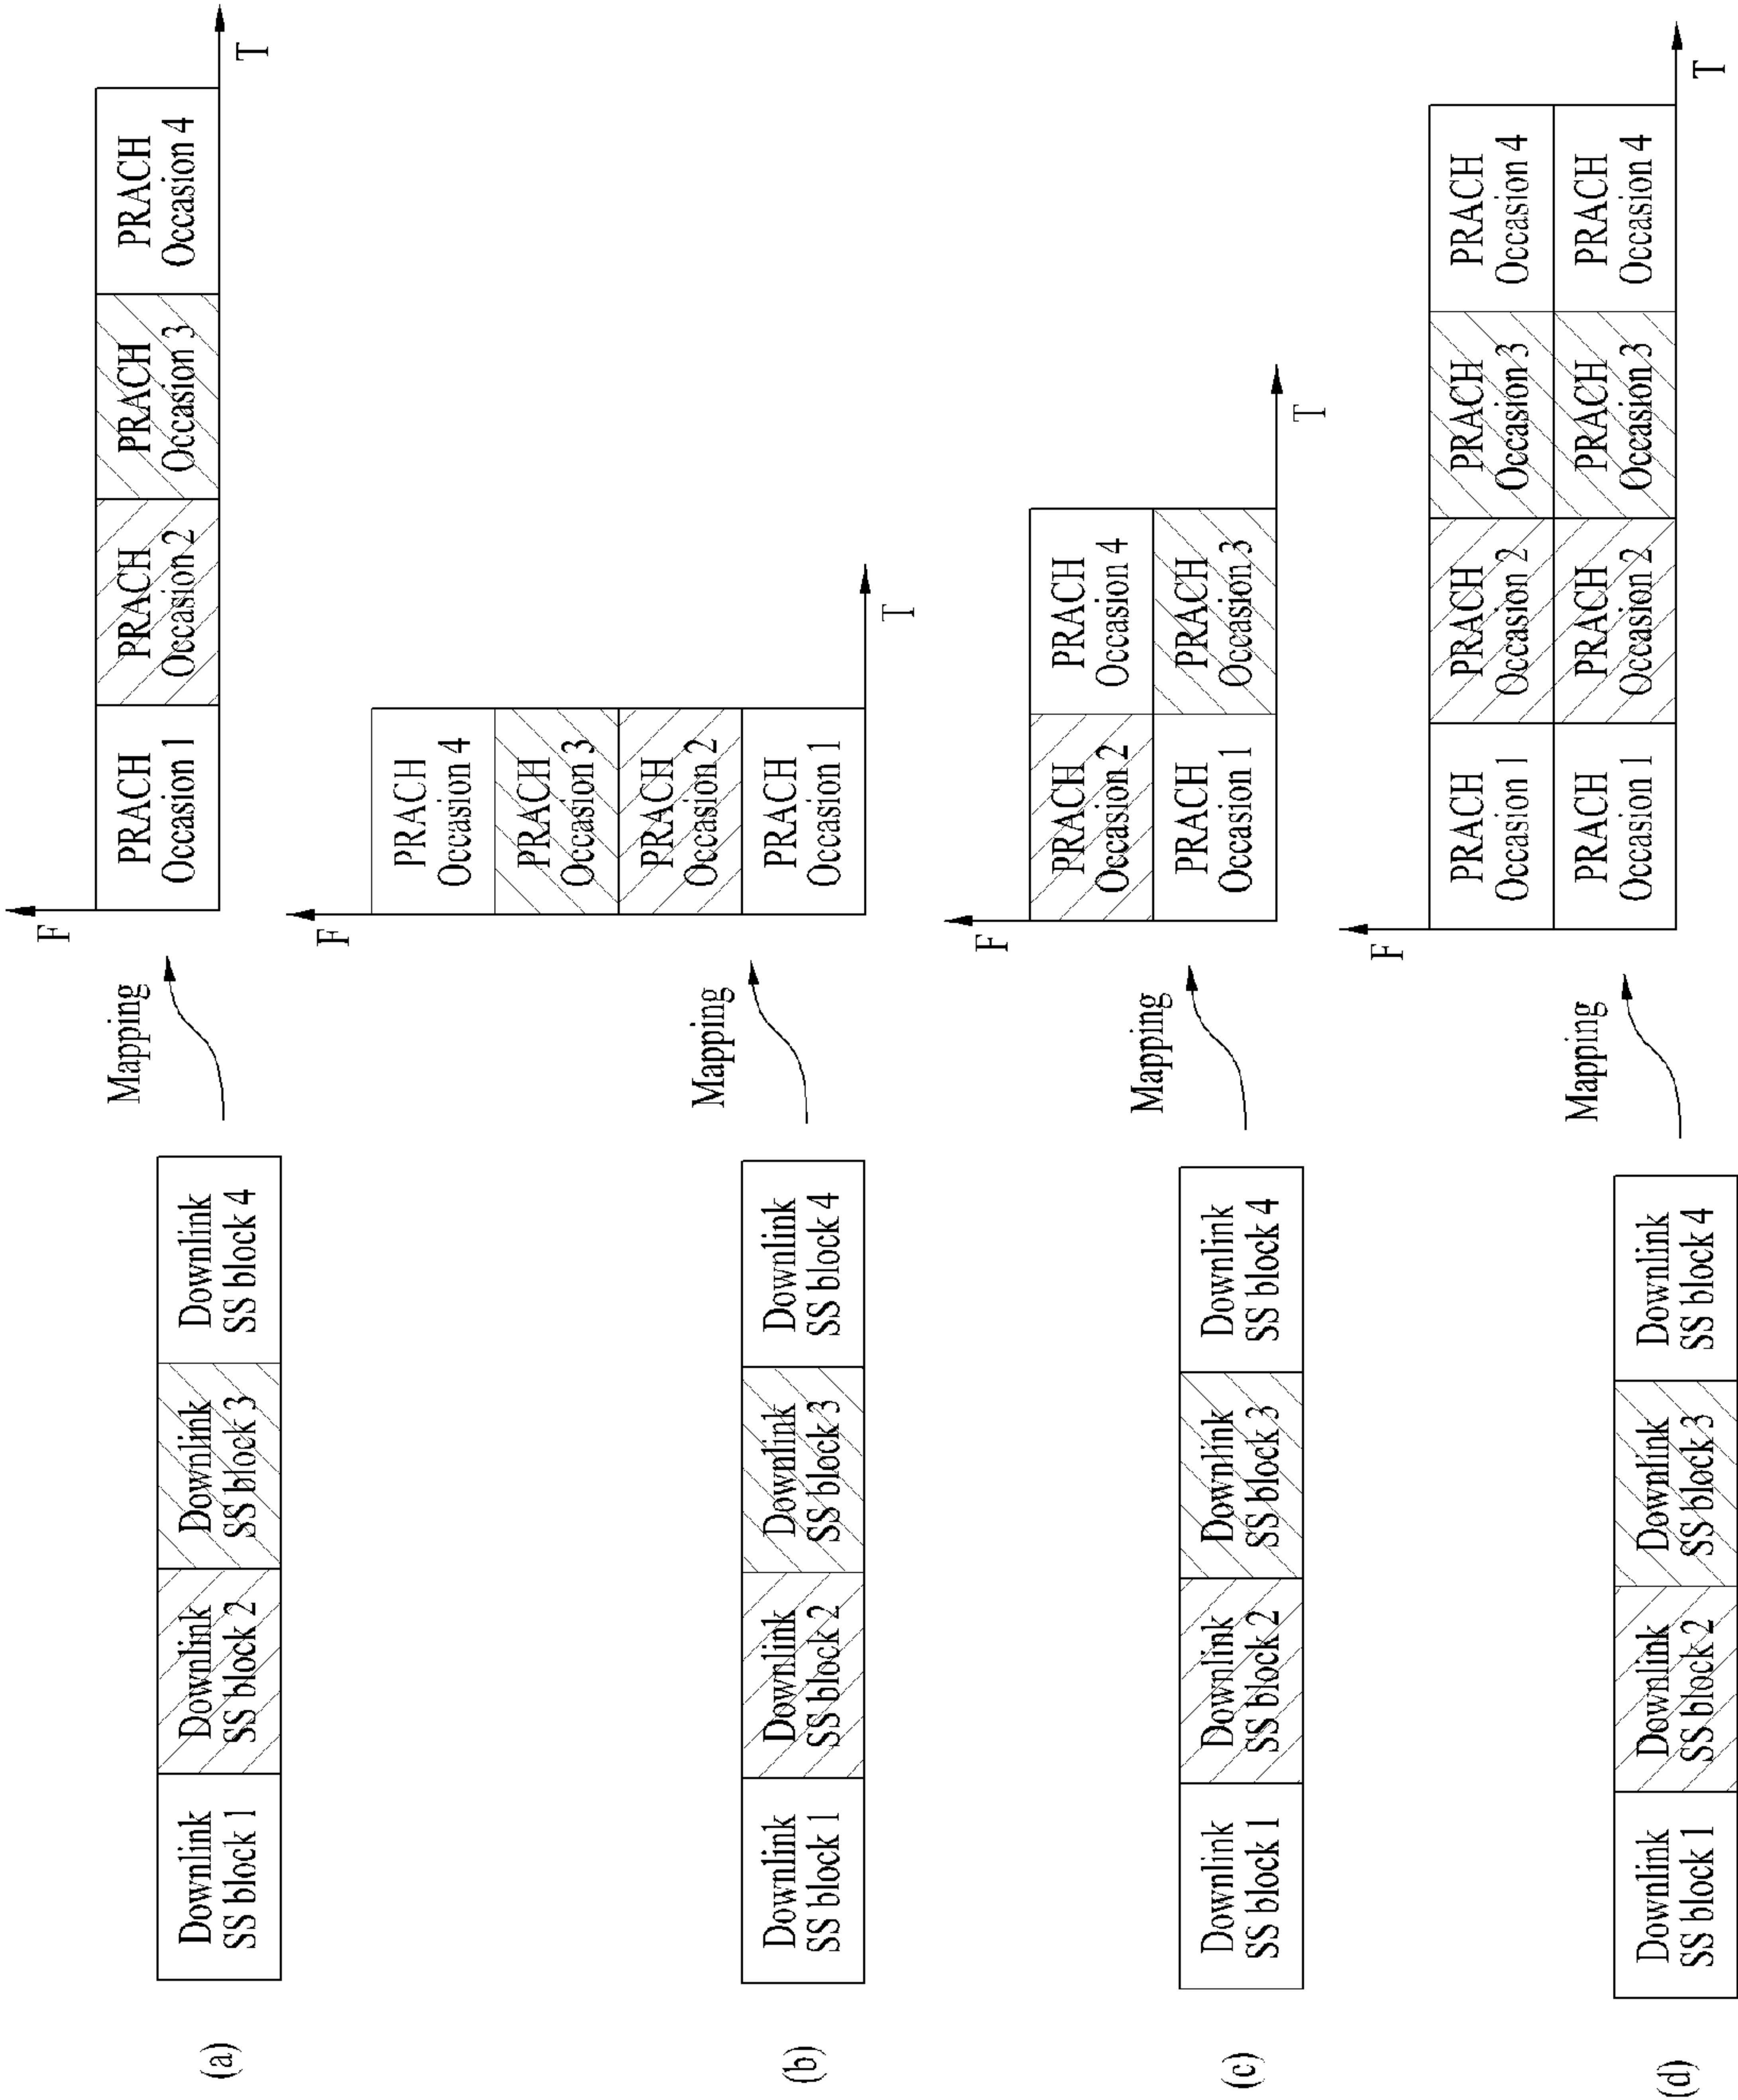 (a)
Downlink
SS block 1
Downlink
SS block 2
Downlink
SS block 3
Downlink
SS block 4
Mapping
F
PRACH
Occasion 1
PRACH
Occasion 2
PRACH
Occasion 3
PRACH
Occasion 4
T
(b)
Downlink
SS block 1
Downlink
SS block 2
Downlink
SS block 3
Downlink
SS block 4
Mapping
F
PRACH
Occasion 4
PRACH
Occasion 3
PRACH
Occasion 2
PRACH
Occasion 1
T
(c)
Downlink
SS block 1
Downlink
SS block 2
Downlink
SS block 3
Downlink
SS block 4
Mapping
F
PRACH
Occasion 2
PRACH
Occasion 4
PRACH
Occasion 1
PRACH
Occasion 3
T
(d)
Downlink
SS block 1
Downlink
SS block 2
Downlink
SS block 3
Downlink
SS block 4
Mapping
F
PRACH
Occasion 1
PRACH
Occasion 2
PRACH
Occasion 3
PRACH
Occasion 4
PRACH
Occasion 1
PRACH
Occasion 2
PRACH
Occasion 3
PRACH
Occasion 4
T